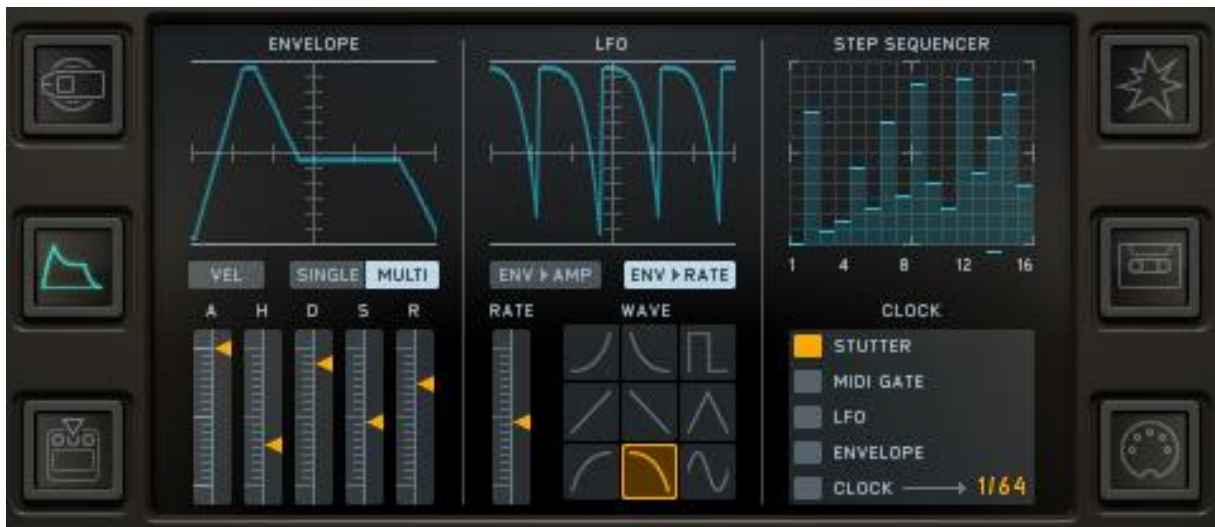 ENVELOPE
LFO
STEP SEQUENCER
VEL
SINGLE MULTI
ENV ▶ AMP
ENV ▶ RATE
1 4 8 12 16
A H D S R
RATE
WAVE
CLOCK
STUTTER
MIDI GATE
LFO
ENVELOPE
CLOCK → 1/64